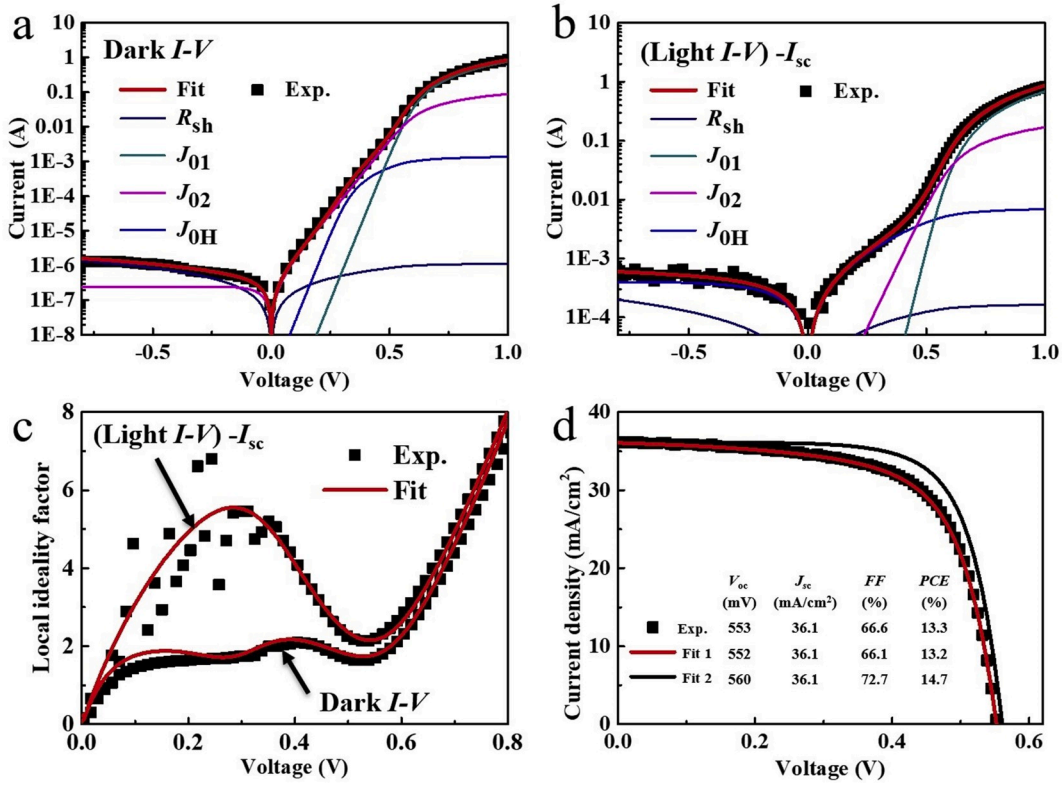 a
Dark I-V
Fit
Exp.
Rsh
J01
J02
J0H
10
1
0.1
0.01
1E-3
1E-4
1E-5
1E-6
1E-7
1E-8
Current (A)
-0.5
0.0
0.5
1.0
Voltage (V)
b
(Light I-V) -Isc
Fit
Exp.
Rsh
J01
J02
J0H
10
1
0.1
0.01
1E-3
1E-4
Current (A)
-0.5
0.0
0.5
1.0
Voltage (V)
c
(Light I-V) -Isc
Exp.
Fit
Dark I-V
8
6
4
2
0
Local ideality factor
0.0
0.2
0.4
0.6
0.8
Voltage (V)
d
40
30
20
10
0
Current density (mA/cm²)
Voc Jsc FF PCE
(mV) (mA/cm²) (%) (%)
Exp. 553 36.1 66.6 13.3
Fit 1 552 36.1 66.1 13.2
Fit 2 560 36.1 72.7 14.7
0.0
0.2
0.4
0.6
Voltage (V)